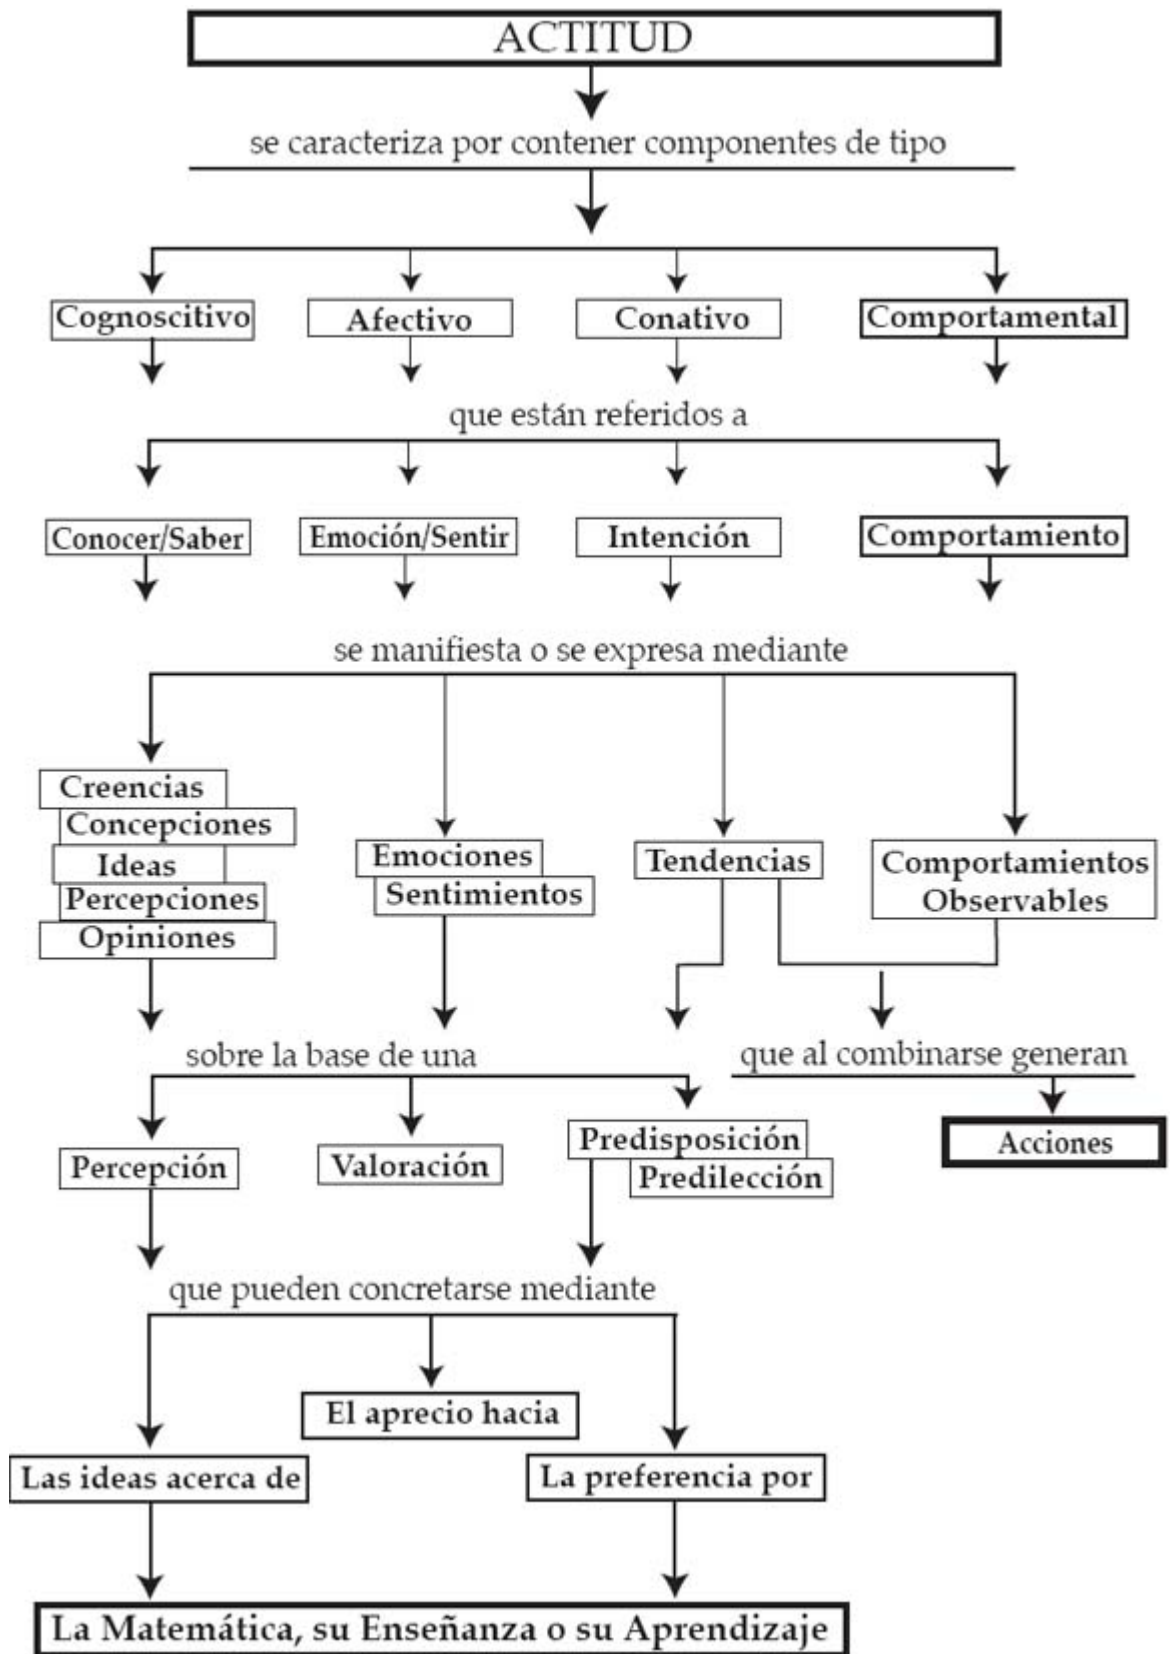 ACTITUD
se caracteriza por contener componentes de tipo
Cognoscitivo
Afectivo
Conativo
Comportamental
que están referidos a
Conocer/Saber
Emoción/Sentir
Intención
Comportamiento
se manifiesta o se expresa mediante
Creencias
Concepciones
Ideas
Percepciones
Opiniones
Emociones
Sentimientos
Tendencias
Comportamientos
Observables
sobre la base de una
que al combinarse generan
Percepción
Valoración
Predisposición
Predilección
Acciones
que pueden concretarse mediante
El aprecio hacia
Las ideas acerca de
La preferencia por
La Matemática, su Enseñanza o su Aprendizaje